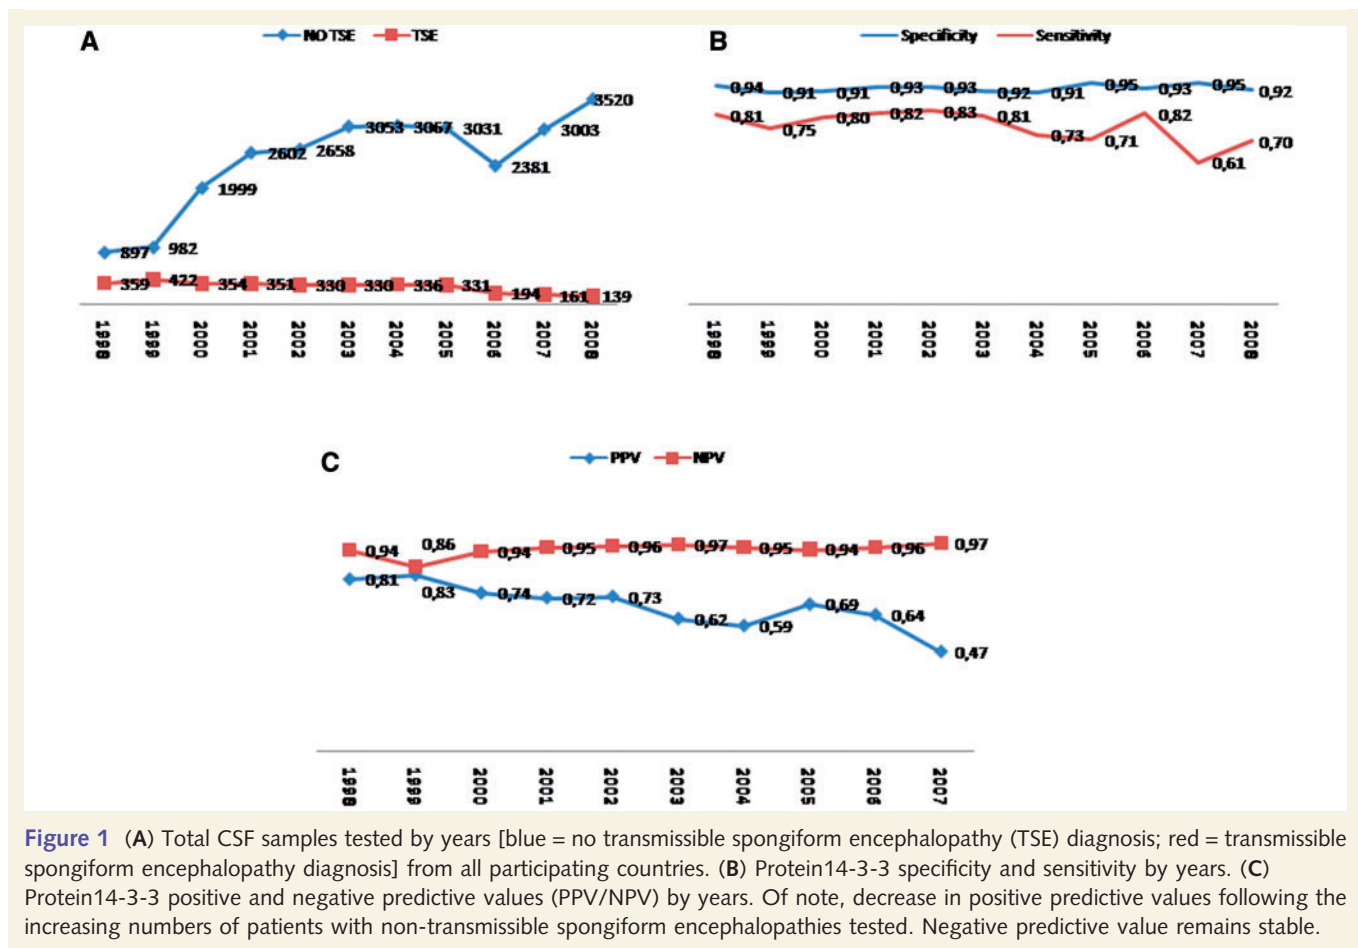 A
NO TSE TSE
3520
3053 3067 3031 3003
2602 2658
2381
1999
897 982
359 422 354 351 330 330 336 331 194 161 139
1998 1999 2000 2001 2002 2003 2004 2005 2006 2007 2008
B
Specificity Sensitivity
0,94 0,91 0,91 0,93 0,93 0,92 0,91 0,95 0,93 0,95 0,92
0,81 0,75 0,80 0,82 0,83 0,81 0,73 0,71 0,82 0,61 0,70
1998 1999 2000 2001 2002 2003 2004 2005 2006 2007 2008
C
PPV NPV
0,94 0,86 0,94 0,95 0,96 0,97 0,95 0,94 0,96 0,97
0,81 0,83 0,74 0,72 0,73 0,62 0,59 0,69 0,64 0,47
1998 1999 2000 2001 2002 2003 2004 2005 2006 2007
Figure 1 (A) Total CSF samples tested by years [blue = no transmissible spongiform encephalopathy (TSE) diagnosis; red = transmissible
spongiform encephalopathy diagnosis] from all participating countries. (B) Protein14-3-3 specificity and sensitivity by years. (C)
Protein14-3-3 positive and negative predictive values (PPV/NPV) by years. Of note, decrease in positive predictive values following the
increasing numbers of patients with non-transmissible spongiform encephalopathies tested. Negative predictive value remains stable.